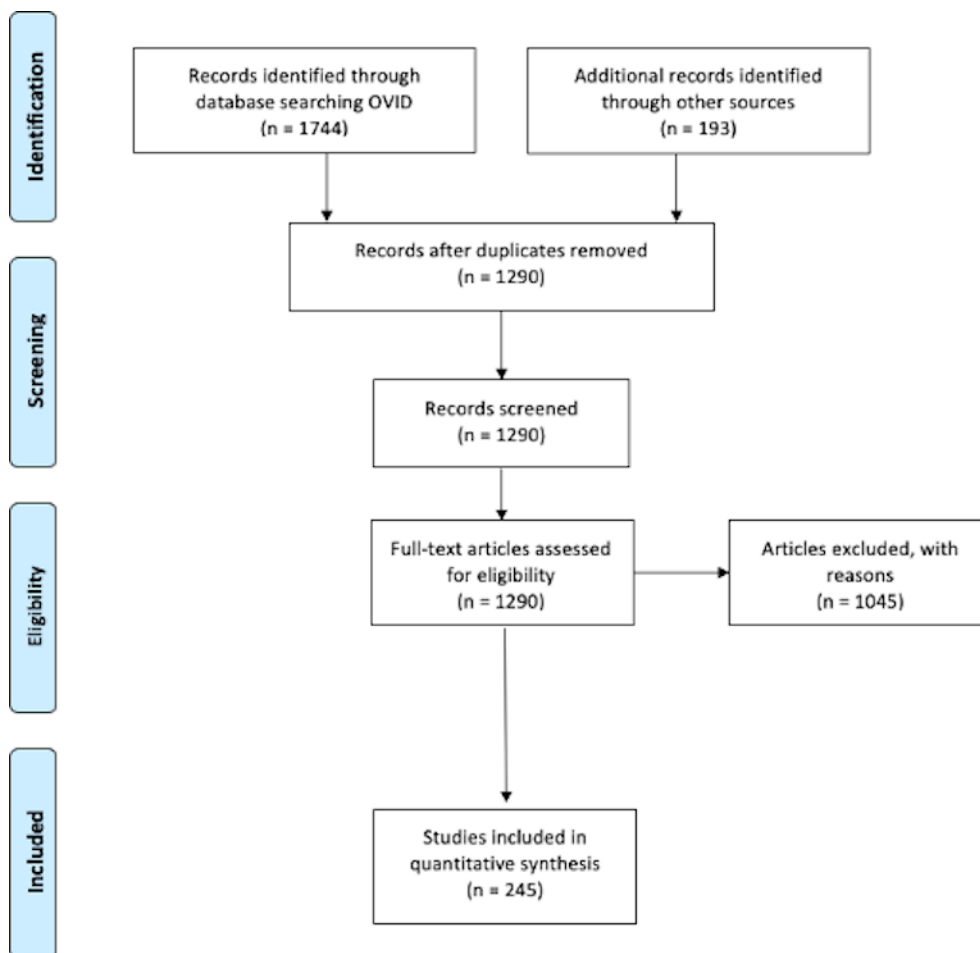 Identification
Records identified through
database searching OVID
(n = 1744)
Additional records identified
through other sources
(n = 193)
Records after duplicates removed
(n = 1290)
Screening
Records screened
(n = 1290)
Eligibility
Full-text articles assessed
for eligibility
(n = 1290)
Articles excluded, with
reasons
(n = 1045)
Included
Studies included in
quantitative synthesis
(n = 245)